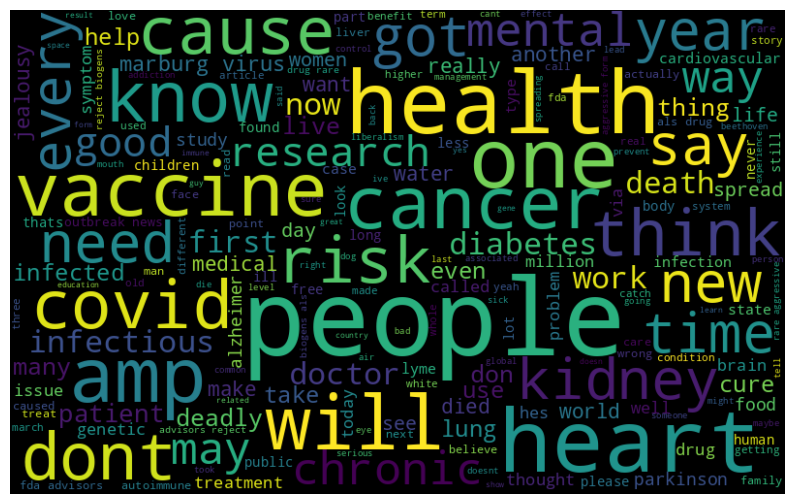 result love part benefit term cant effect
space cause got mental year rare story
help liver drug rare higher management call lead
marburg virus women another cardiovascular
symptom really actually
jealousy every addiction article control back fda
reject biogens know want health way
form used said found now type spreading als drug beethoven
good study live thing life
mouth immune read liberalism yes less real prevent never experience still
children research case water one say
vaccine guy face ive gene death spread
thats sure look cancer via body system
outbreak news point great
need first day long associated think
different risk diabetes million infection person
infected man medical ill right dog last even catch
education old level called yeah going
three covid die free made sick work new
alzheimer people problem state
infectious whole bad lot care
many biogens als country air lyme wrong time
amp common doctor don kidney brain condition
issue make global use well cure tell
treat related white food
caused patient take died hes world someone might maybe
march deadly today see lung drug human
genetic advisors reject next believe doesnt getting
dont may will public eye heart
took treatment serious show thought please parkinson family
fda advisors autoimmune chronic